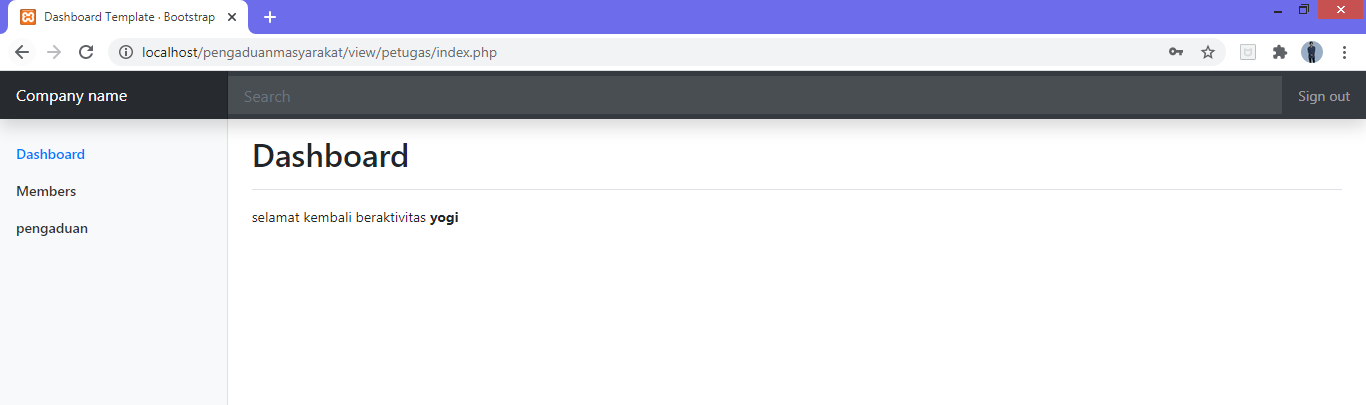 Dashboard Template · Bootstrap
localhost/pengaduanmasyarakat/view/petugas/index.php
Company name
Search
Sign out
Dashboard
Members
pengaduan
Dashboard
selamat kembali beraktivitas yogi